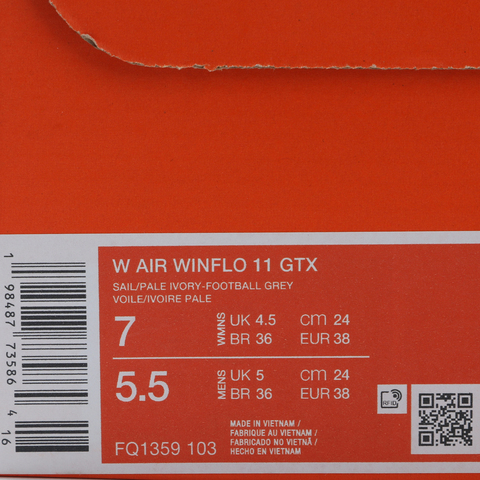 W AIR WINFLO 11 GTX
SAIL/PALE IVORY-FOOTBALL GREY
VOILE/IVOIRE PALE
7 WMNS UK 4.5 cm 24
BR 36 EUR 38
5.5 MENS UK 5 cm 24
BR 36 EUR 38
RFID
MADE IN VIETNAM /
FABRIQUE AU VIETNAM /
FABRICADO NO VIETNÃ /
HECHO EN VIETNAM
FQ1359 103
1 98487 73586 4 16